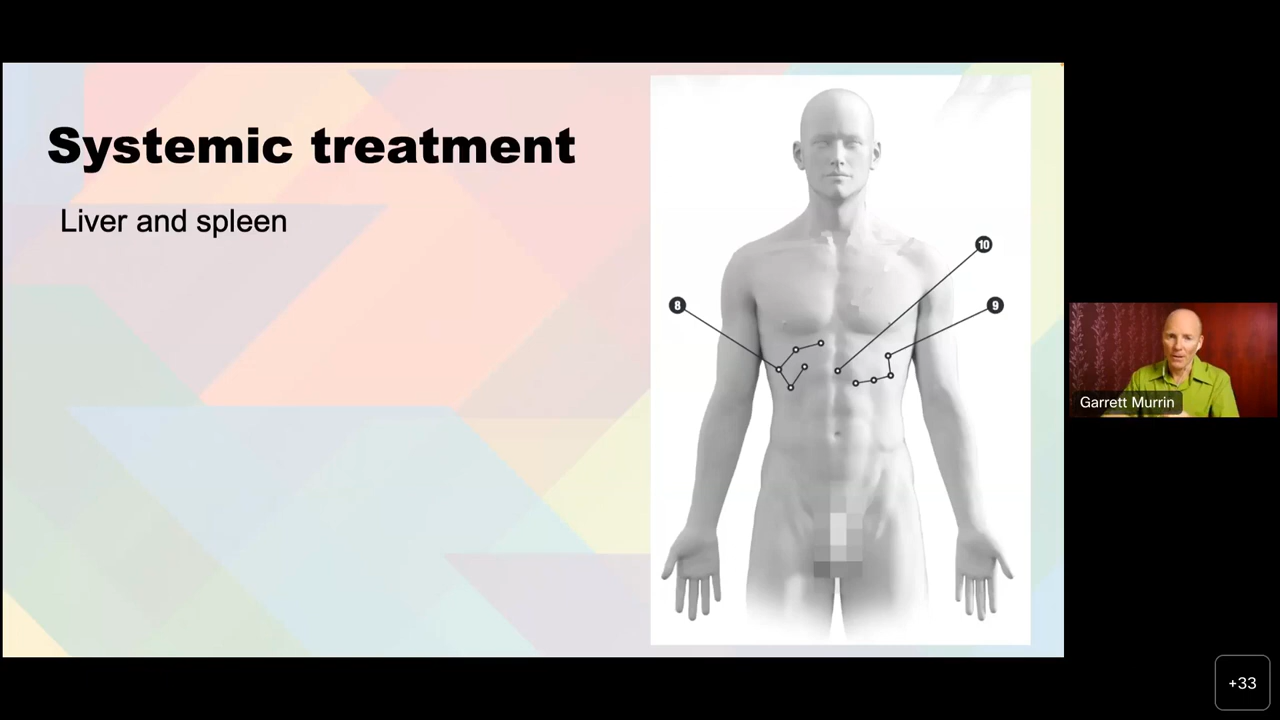 Systemic treatment
Liver and spleen
10
8
9
Garrett Murrin
+33